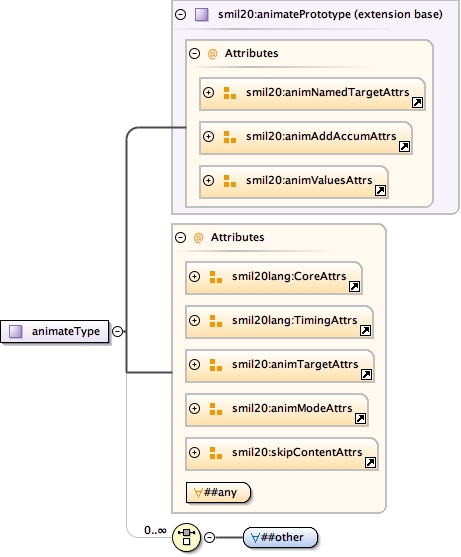 smil20:animatePrototype (extension base)
@ Attributes
smil20:animNamedTargetAttrs
smil20:animAddAccumAttrs
smil20:animValuesAttrs
@ Attributes
smil20lang:CoreAttrs
smil20lang:TimingAttrs
animateType
smil20:animTargetAttrs
smil20:animModeAttrs
smil20:skipContentAttrs
∀##any
0..∞
∀##other